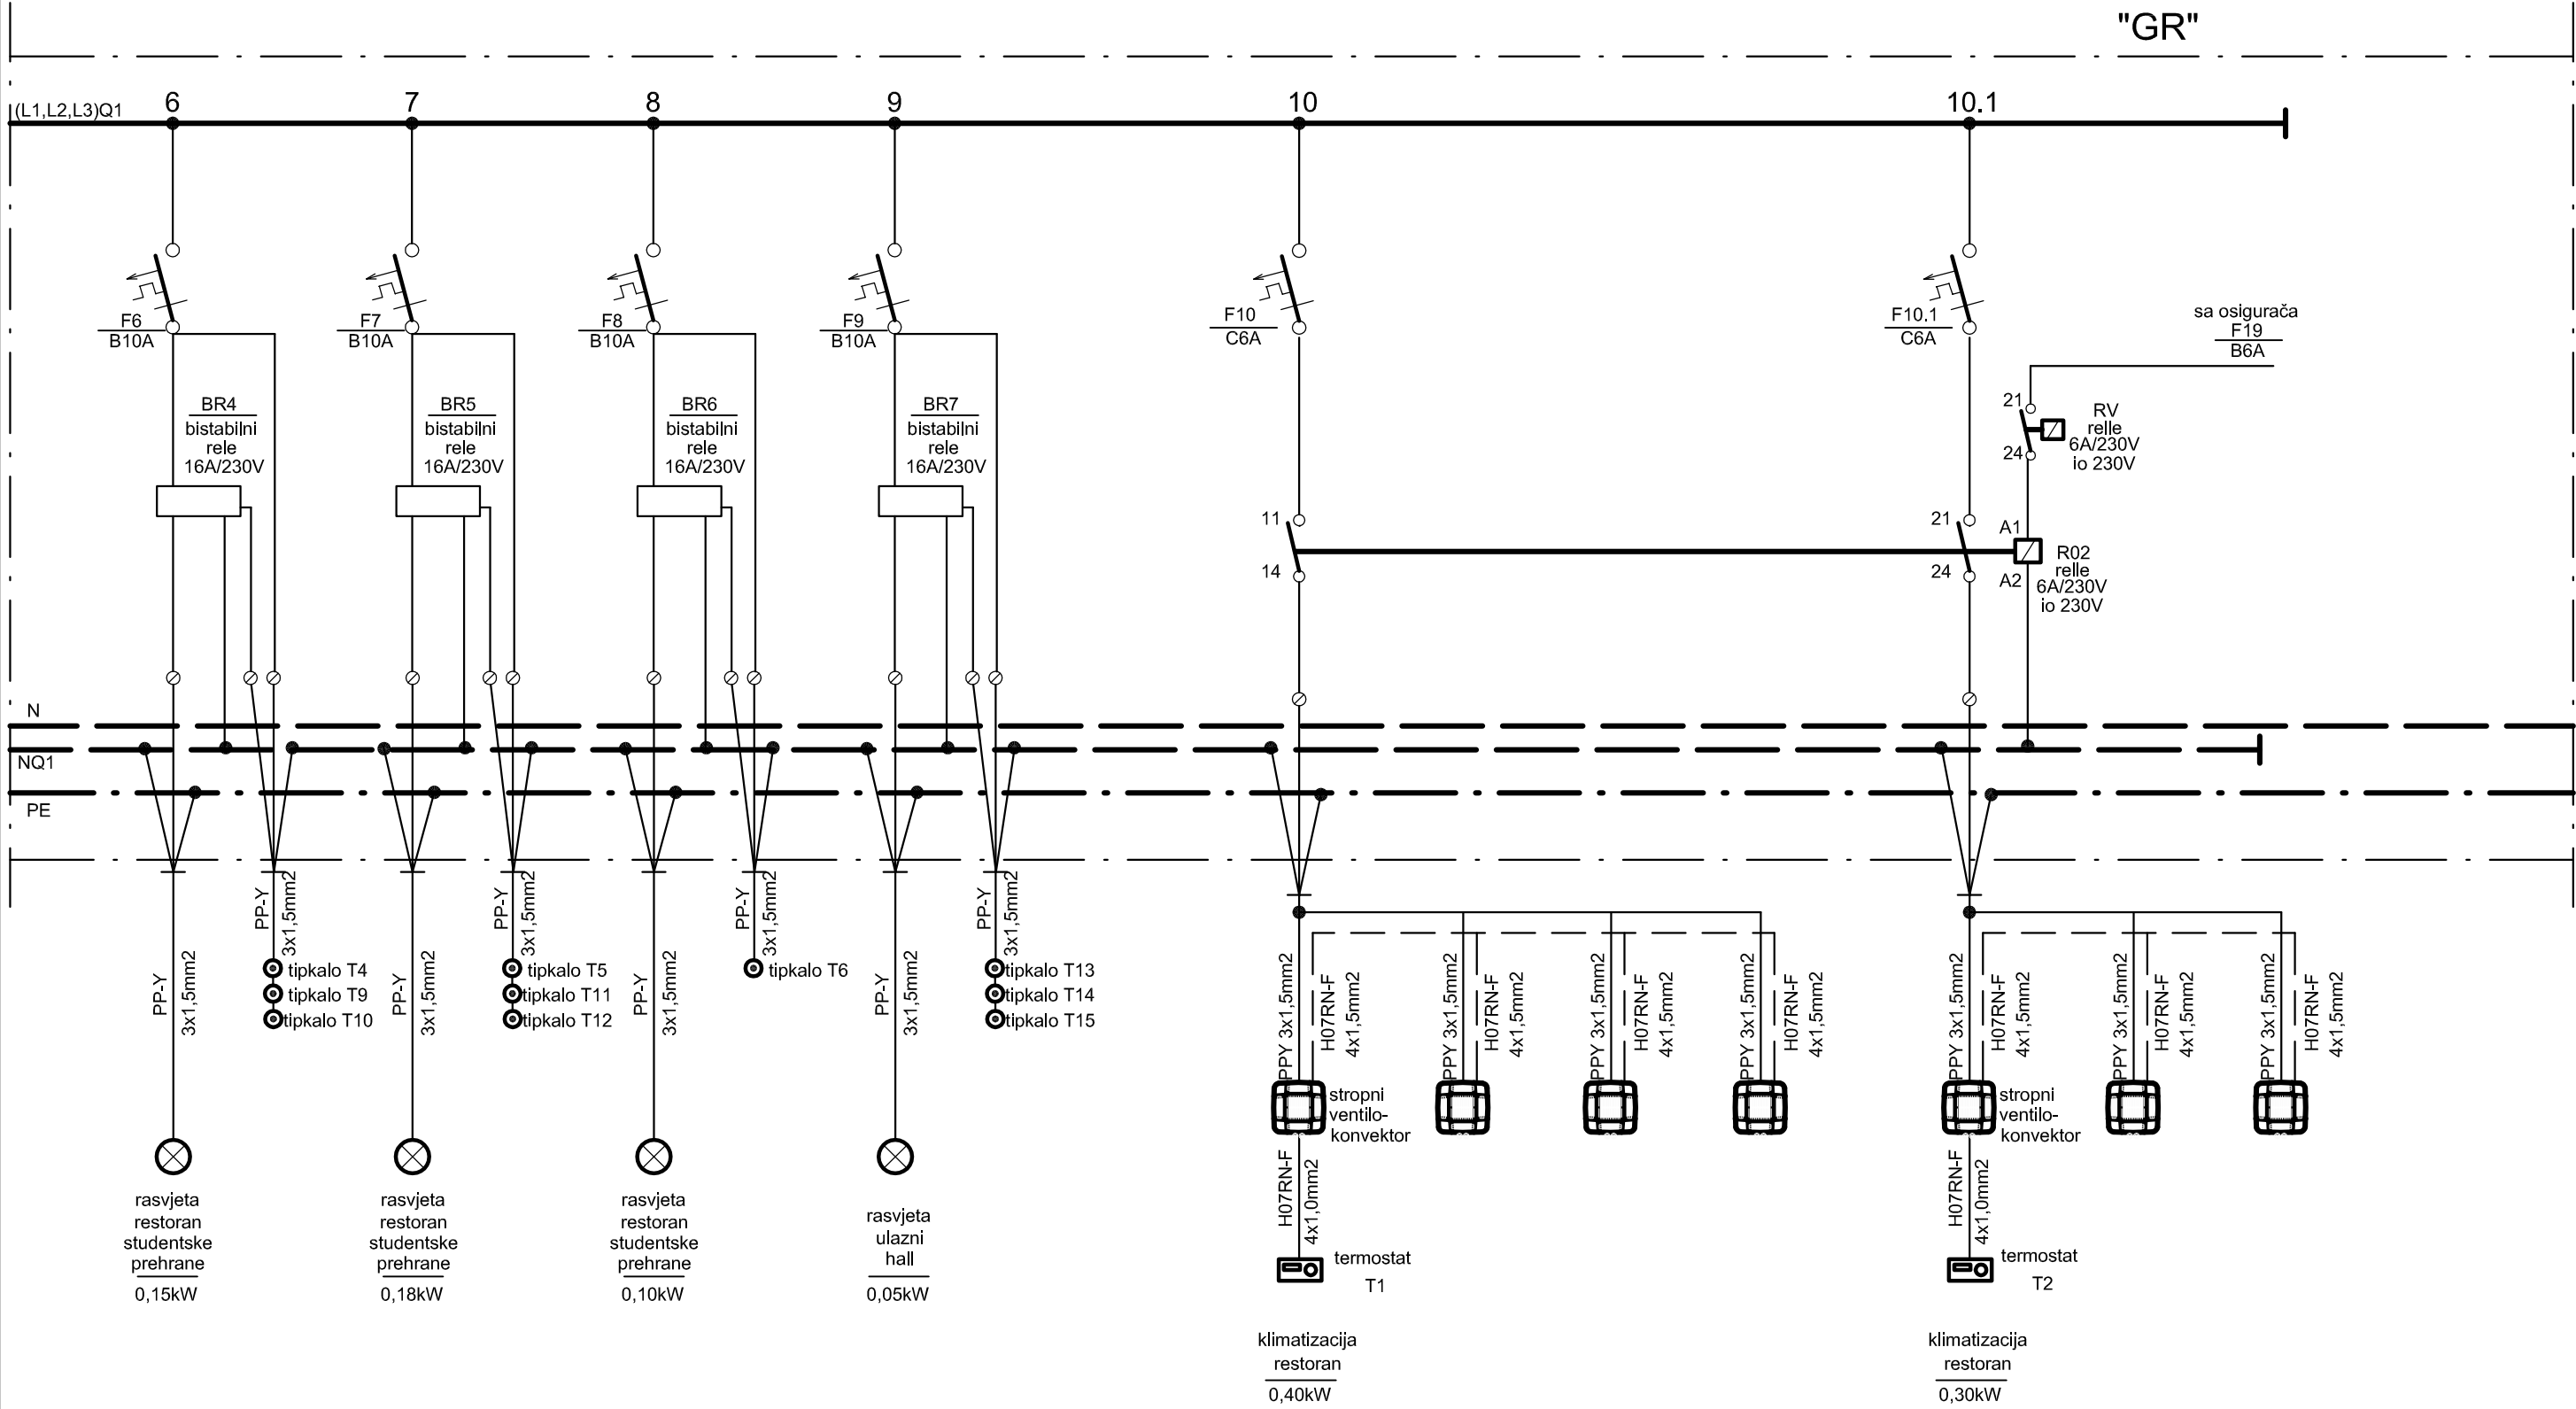 "GR"
(L1,L2,L3)Q1
6
7
8
9
10
10.1
F6
B10A
F7
B10A
F8
B10A
F9
B10A
F10
C6A
F10.1
C6A
sa osigurača
F19
B6A
BR4
bistabilni
rele
16A/230V
BR5
bistabilni
rele
16A/230V
BR6
bistabilni
rele
16A/230V
BR7
bistabilni
rele
16A/230V
21
24
RV
relle
6A/230V
io 230V
11
14
21
24
A1
A2
R02
relle
6A/230V
io 230V
N
NQ1
PE
PP-Y
3x1,5mm2
PP-Y
3x1,5mm2
tipkalo T4
tipkalo T9
tipkalo T10
PP-Y
3x1,5mm2
PP-Y
3x1,5mm2
tipkalo T5
tipkalo T11
tipkalo T12
PP-Y
3x1,5mm2
PP-Y
3x1,5mm2
tipkalo T6
PP-Y
3x1,5mm2
PP-Y
3x1,5mm2
tipkalo T13
tipkalo T14
tipkalo T15
PPY 3x1,5mm2
H07RN-F
4x1,5mm2
PPY 3x1,5mm2
H07RN-F
4x1,5mm2
PPY 3x1,5mm2
H07RN-F
4x1,5mm2
PPY 3x1,5mm2
H07RN-F
4x1,5mm2
PPY 3x1,5mm2
H07RN-F
4x1,5mm2
PPY 3x1,5mm2
H07RN-F
4x1,5mm2
PPY 3x1,5mm2
H07RN-F
4x1,5mm2
stropni
ventilo-
konvektor
stropni
ventilo-
konvektor
H07RN-F
4x1,0mm2
H07RN-F
4x1,0mm2
termostat
T1
termostat
T2
rasvjeta
restoran
studentske
prehrane
0,15kW
rasvjeta
restoran
studentske
prehrane
0,18kW
rasvjeta
restoran
studentske
prehrane
0,10kW
rasvjeta
ulazni
hall
0,05kW
klimatizacija
restoran
0,40kW
klimatizacija
restoran
0,30kW